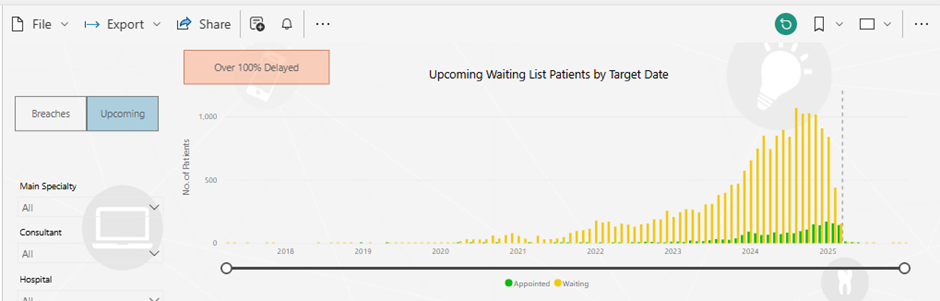 File Export Share
Over 100% Delayed
Upcoming Waiting List Patients by Target Date
Breaches Upcoming
Main Specialty
All
Consultant
All
Hospital
All
No. of Patients
1,000
500
0
2018 2019 2020 2021 2022 2023 2024 2025
Appointed Waiting